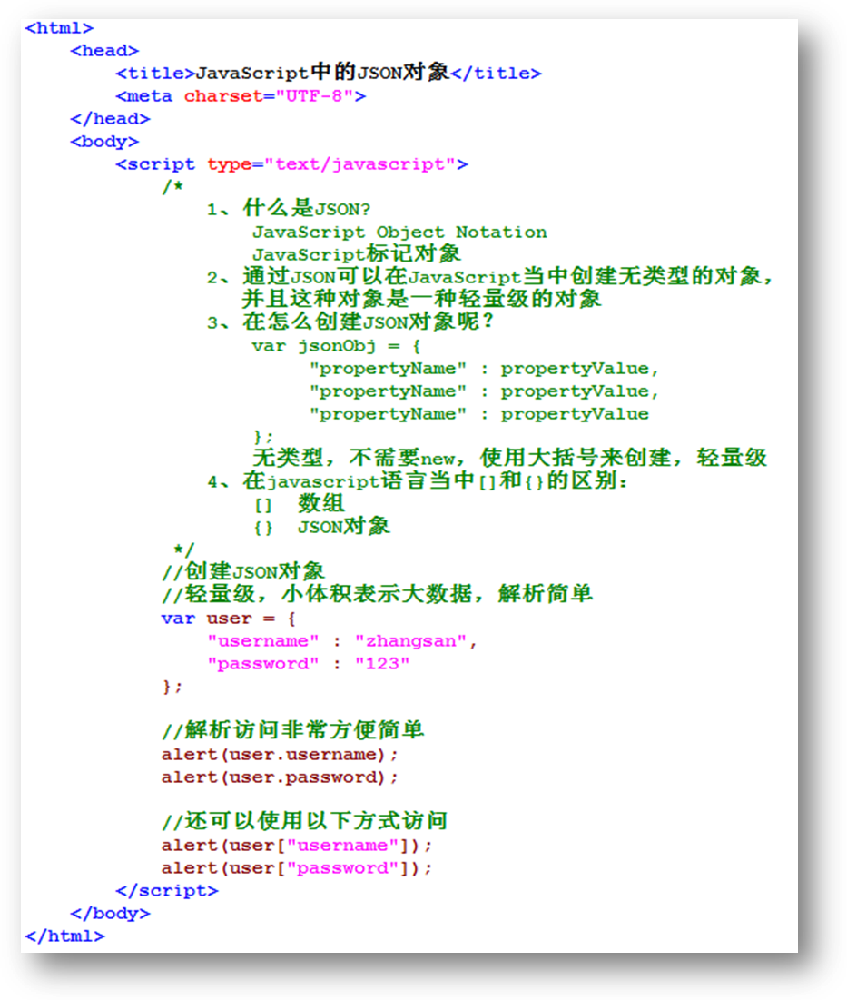 <html>
    <head>
        <title>JavaScript中的JSON对象</title>
        <meta charset="UTF-8">
    </head>
    <body>
        <script type="text/javascript">
            /*
                1、什么是JSON?
                    JavaScript Object Notation
                    JavaScript标记对象
                2、通过JSON可以在JavaScript当中创建无类型的对象，
                   并且这种对象是一种轻量级的对象
                3、在怎么创建JSON对象呢？
                    var jsonObj = {
                         "propertyName" : propertyValue,
                         "propertyName" : propertyValue,
                         "propertyName" : propertyValue
                    };
                    无类型，不需要new，使用大括号来创建，轻量级
                4、在javascript语言当中[]和{}的区别：
                    []  数组
                    {}  JSON对象
             */
            //创建JSON对象
            //轻量级，小体积表示大数据，解析简单
            var user = {
                "username" : "zhangsan",
                "password" : "123"
            };

            //解析访问非常方便简单
            alert(user.username);
            alert(user.password);

            //还可以使用以下方式访问
            alert(user["username"]);
            alert(user["password"]);
        </script>
    </body>
</html>